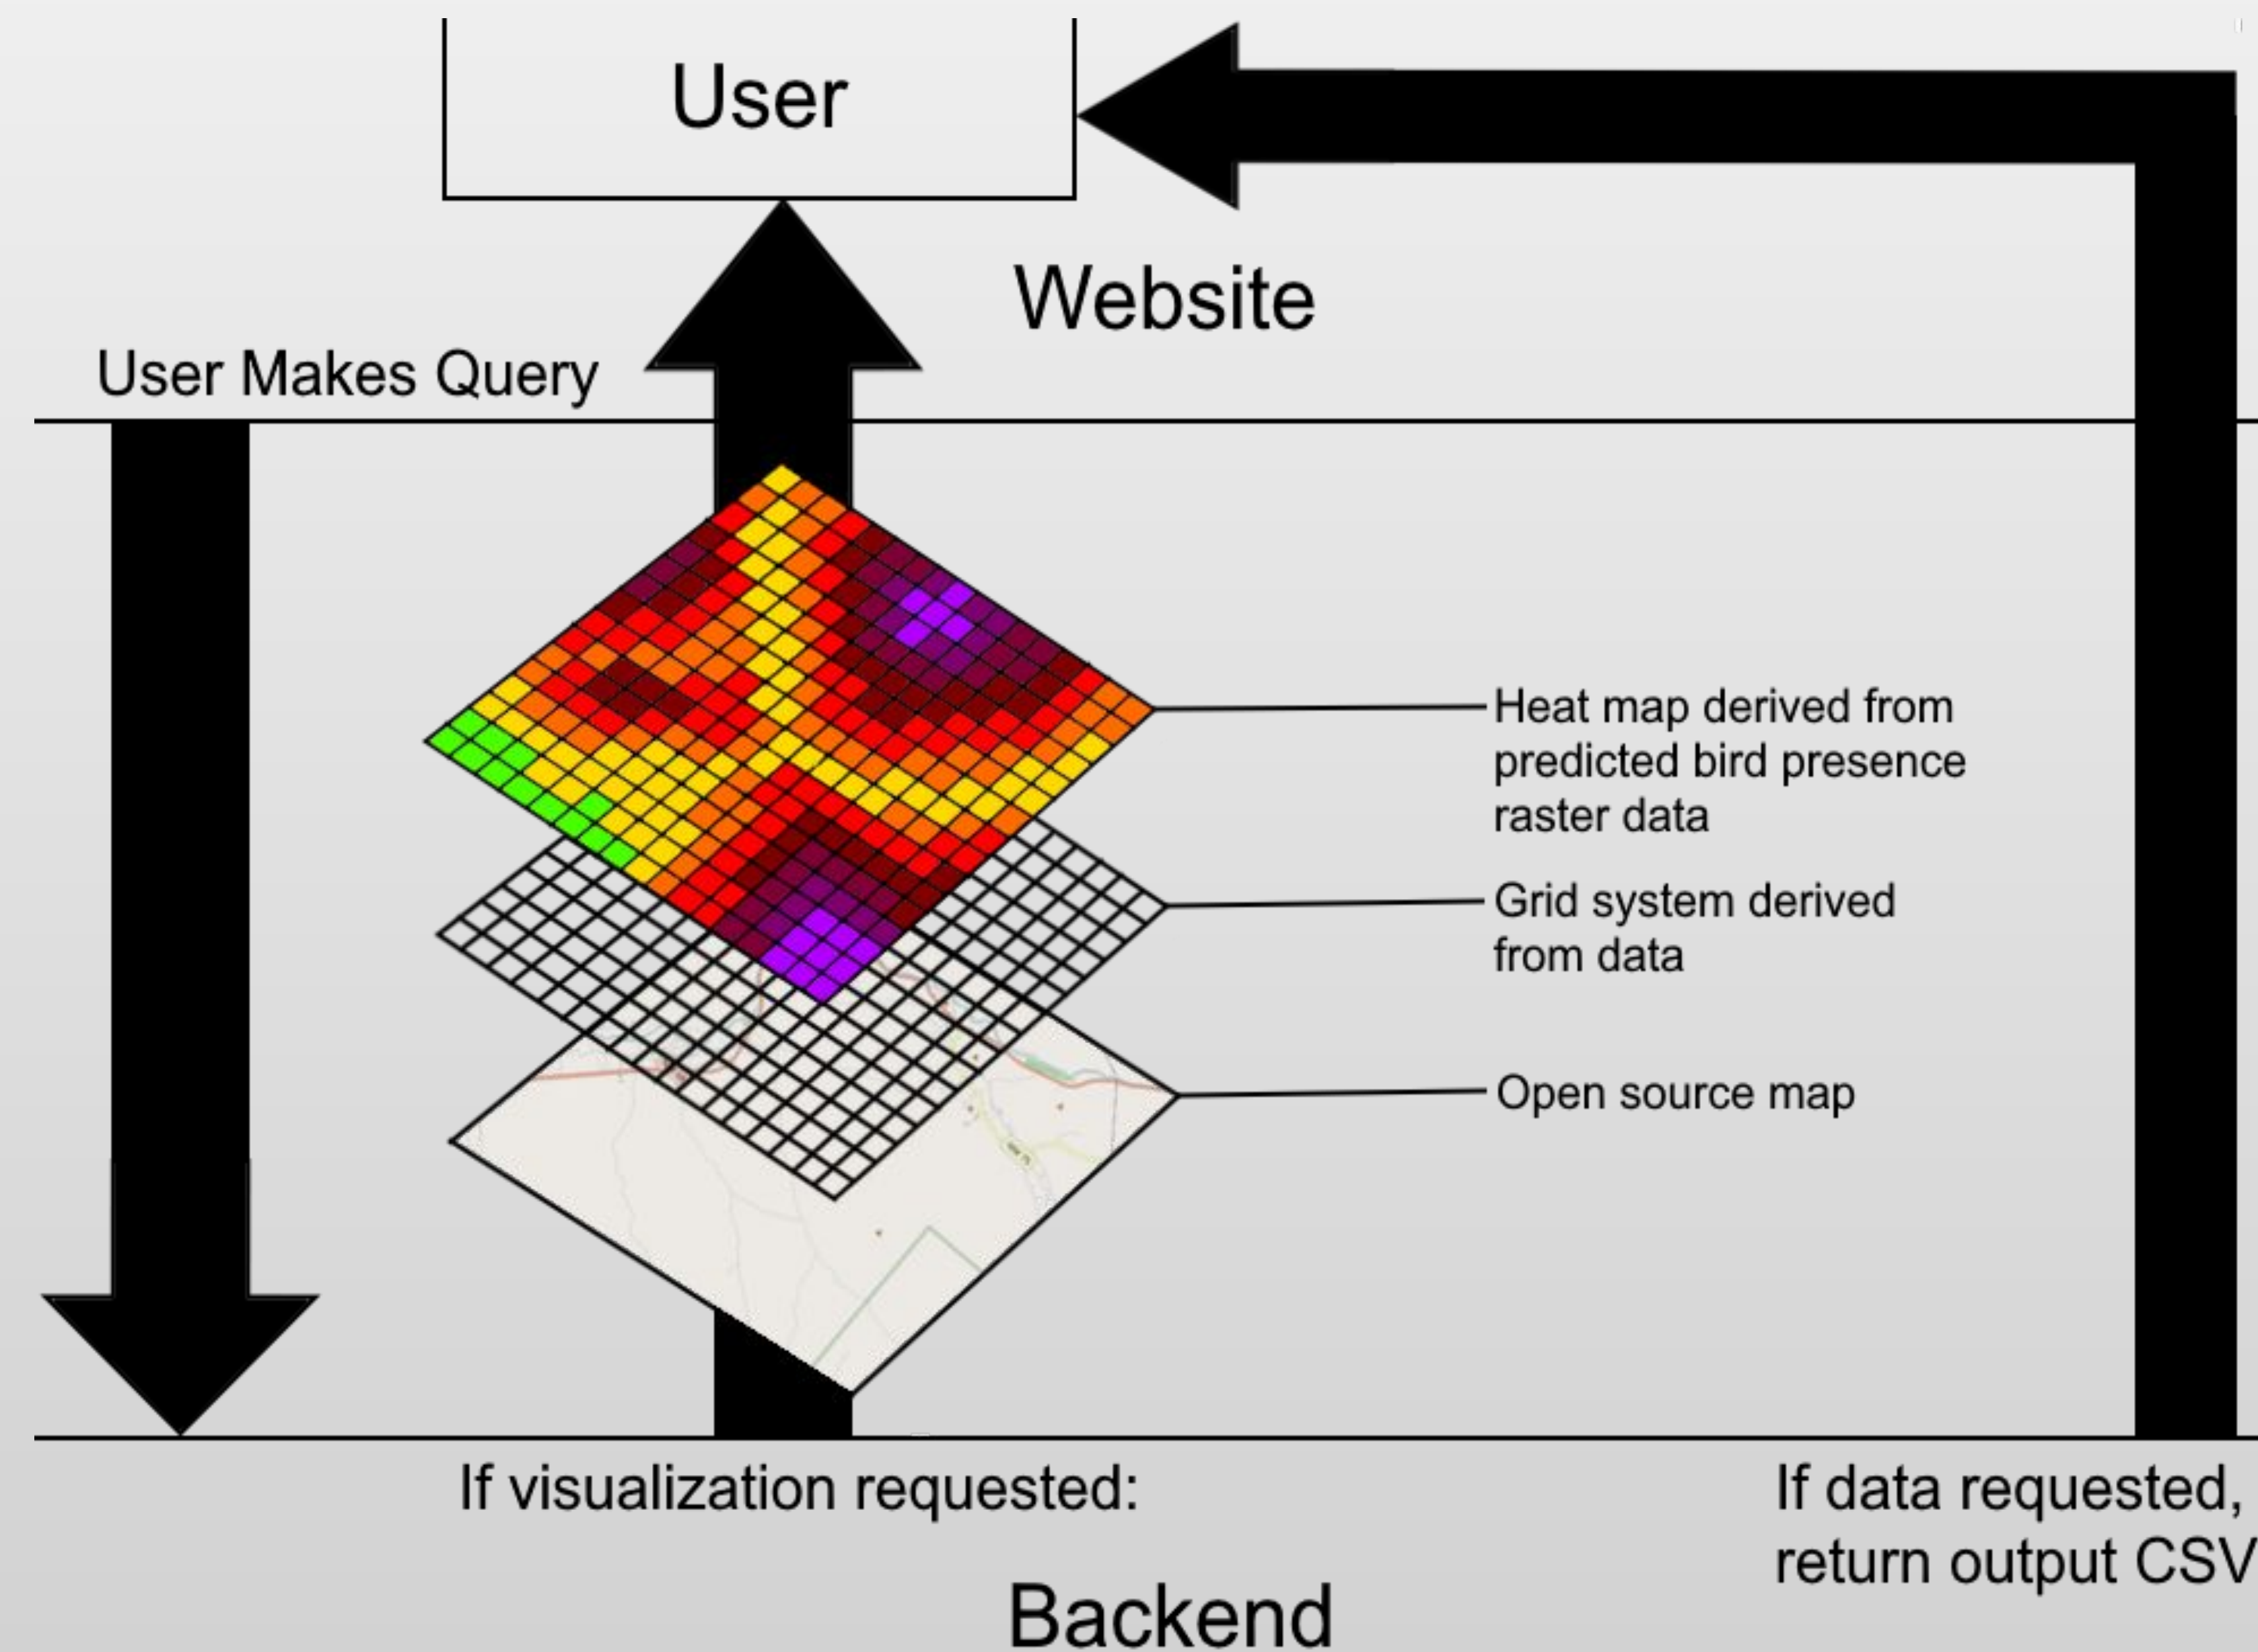 User
Website
User Makes Query
Heat map derived from
predicted bird presence
raster data
Grid system derived
from data
Open source map
If visualization requested:
If data requested,
return output CSV
Backend